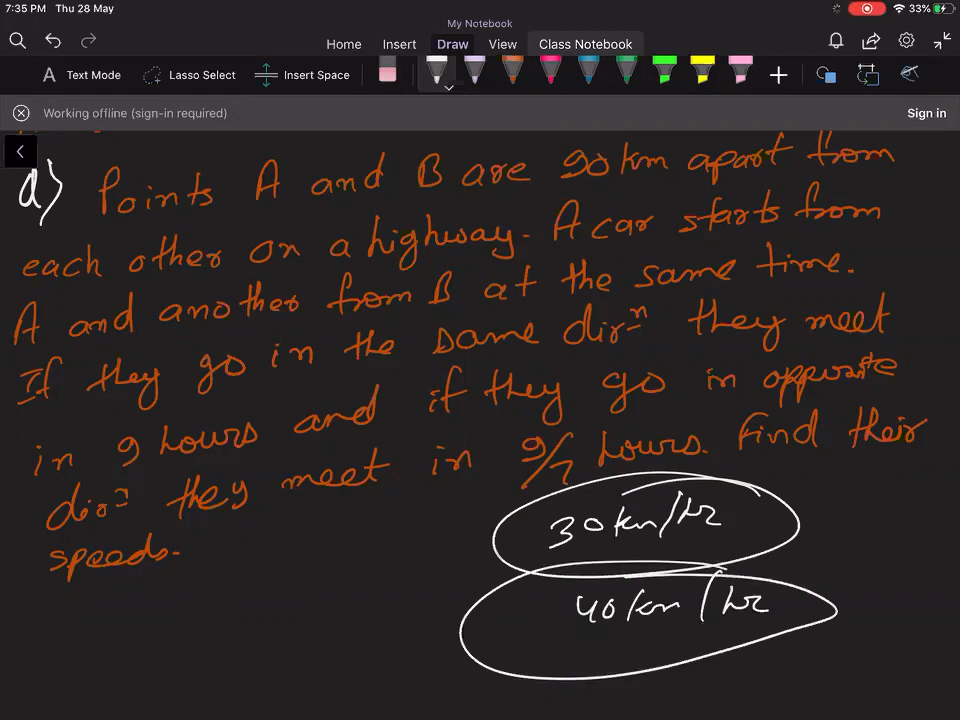 7:35 PM Thu 28 May
33%
My Notebook
Home Insert Draw View Class Notebook
Text Mode Lasso Select Insert Space
Working offline (sign-in required) Sign in
a) Points A and B are 90 km apart from
each other on a highway. A car starts from
A and another from B at the same time.
If they go in the same dirn they meet
in 9 hours and if they go in opposite
dirn they meet in 9/7 hours. Find their
speeds.
30 km/hr
40 km/hr